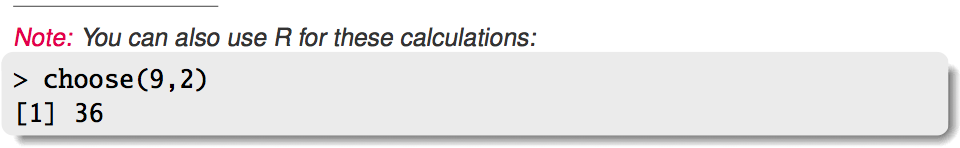 Note: You can also use R for these calculations:
> choose(9,2)
[1] 36